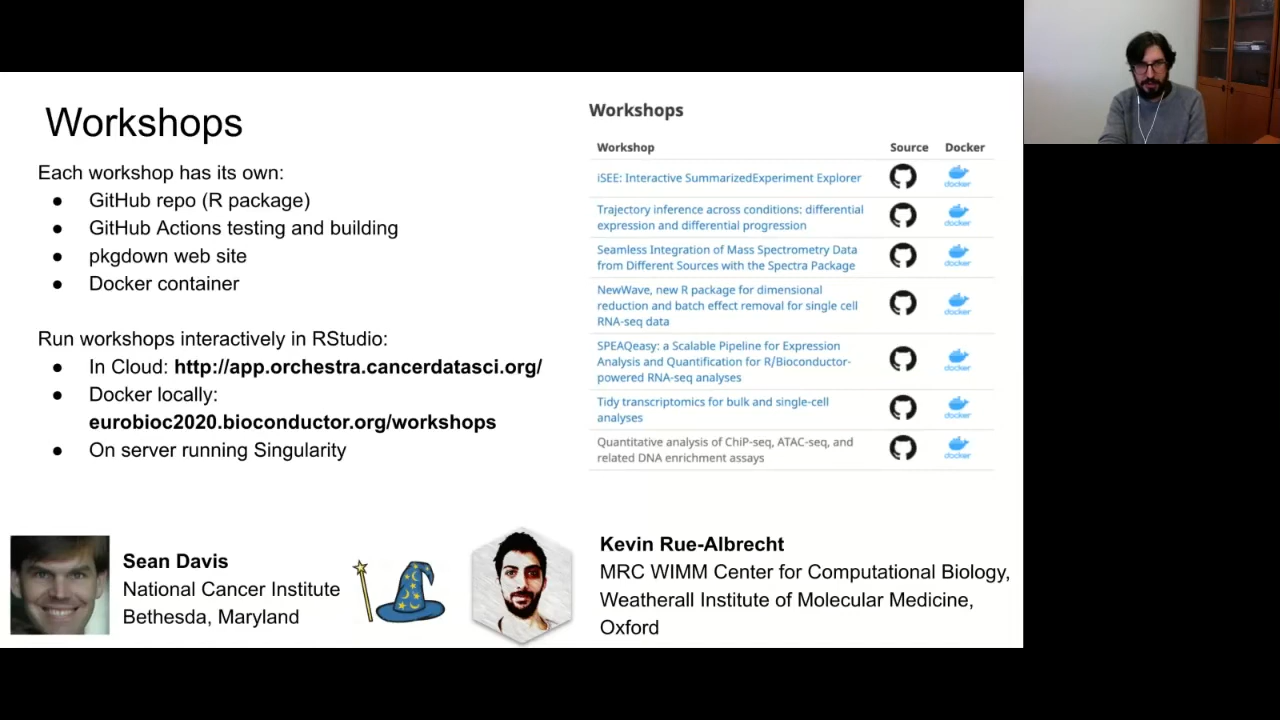 Workshops
Each workshop has its own:
● GitHub repo (R package)
● GitHub Actions testing and building
● pkgdown web site
● Docker container
Run workshops interactively in RStudio:
● In Cloud: http://app.orchestra.cancerdatasci.org/
● Docker locally:
eurobioc2020.bioconductor.org/workshops
● On server running Singularity
Workshops
Workshop Source Docker
iSEE: Interactive SummarizedExperiment Explorer
docker
Trajectory inference across conditions: differential
expression and differential progression
docker
Seamless Integration of Mass Spectrometry Data
from Different Sources with the Spectra Package
docker
NewWave, new R package for dimensional
reduction and batch effect removal for single cell
RNA-seq data
docker
SPEAQeasy: a Scalable Pipeline for Expression
Analysis and Quantification for R/Bioconductor-
powered RNA-seq analyses
docker
Tidy transcriptomics for bulk and single-cell
analyses
docker
Quantitative analysis of ChiP-seq, ATAC-seq, and
related DNA enrichment assays
docker
Sean Davis
National Cancer Institute
Bethesda, Maryland
Kevin Rue-Albrecht
MRC WIMM Center for Computational Biology,
Weatherall Institute of Molecular Medicine,
Oxford